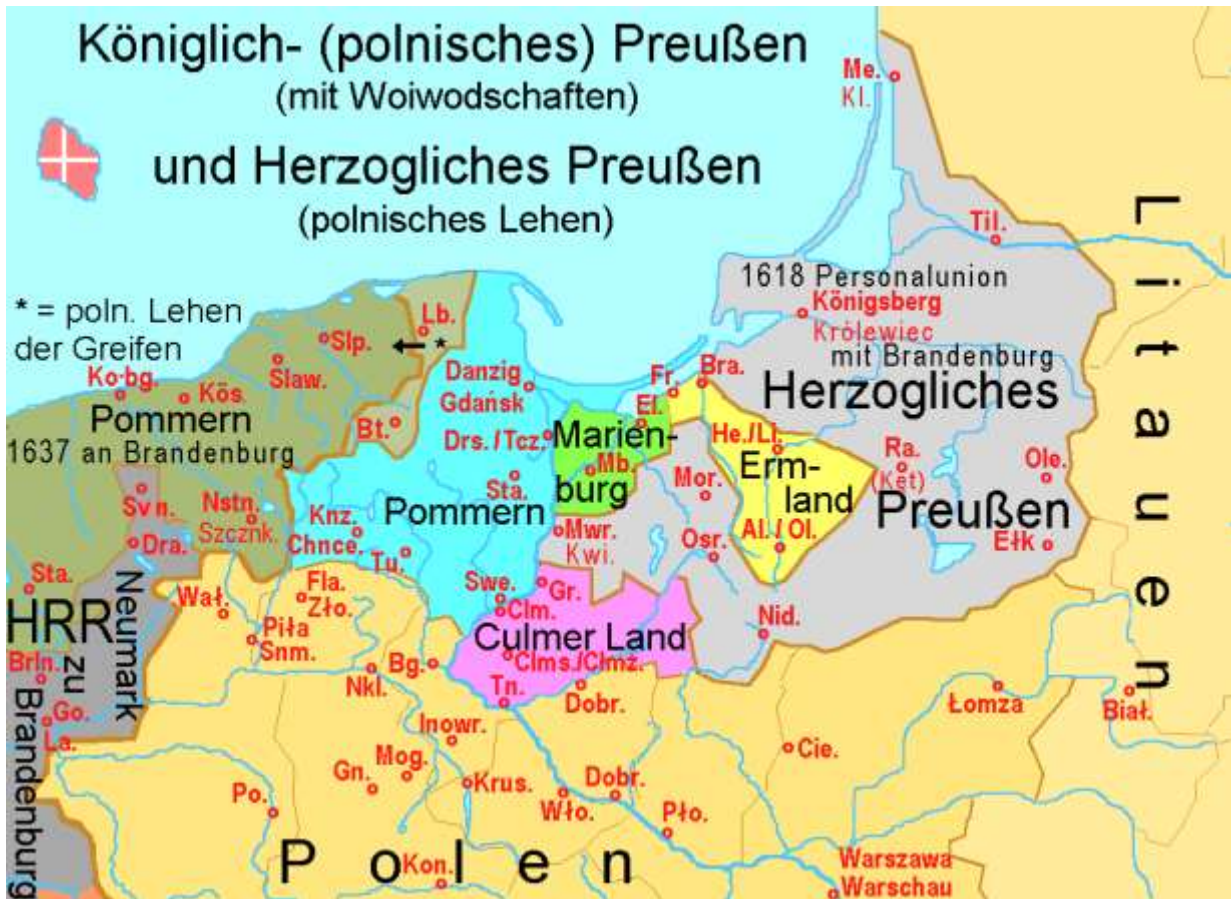 Königlich- (polnisches) Preußen
(mit Woiwodschaften)
und Herzogliches Preußen
(polnisches Lehen)
Me.
Kl.
Litauen
Til.
1618 Personalunion
Königsberg
Królewiec
mit Brandenburg
Herzogliches
Preußen
* = poln. Lehen
der Greifen
Lb.
*
Slp.
Slaw.
Ko·bg.
Kös.
Pommern
1637 an Brandenburg
Bt.
Danzig
Gdańsk
Fr.
Bra.
El.
Drs. / Tcz.
Marien-
burg
Mb.
He./Li.
Erm-
land
Al. / Ol.
Ra.
(Kęt)
Ole.
Ełk
Mor.
Osr.
Sta.
Pommern
Svn.
Nstn.
Szcznk.
Dra.
Knz.
Chnce.
Tu.
Mwr.
Kwi.
Sta.
HRR
zu
Brandenburg
Neumark
Brln.
Go.
La.
Wał.
Fla.
Zło.
Piła
Snm.
Swe.
Clm.
Gr.
Culmer Land
Clms./Clmż.
Tn.
Nid.
Nkl.
Bg.
Dobr.
Łomza
Biał.
Inowr.
Mog.
Gn.
Krus.
Cie.
Po.
Wło.
Dobr.
Pło.
Polen
Kon.
Warszawa
Warschau